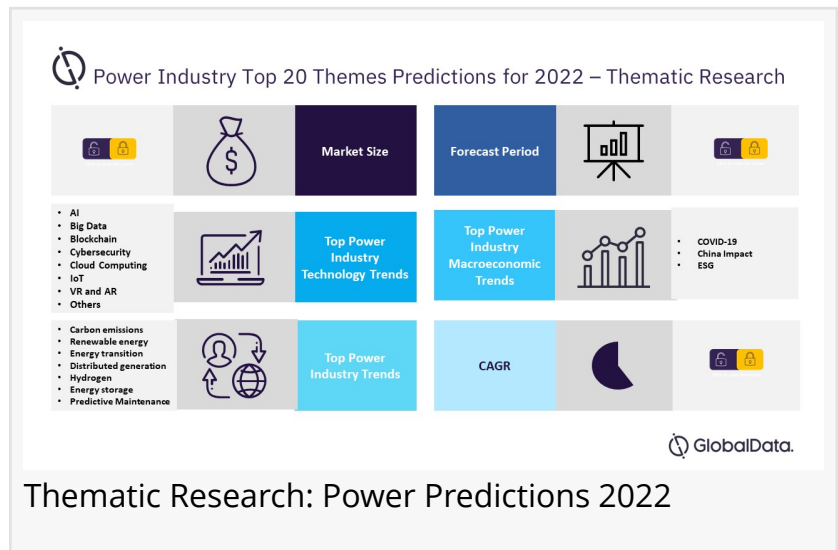 Power Industry Top 20 Themes Predictions for 2022 – Thematic Research
$
Market Size
Forecast Period
• AI
• Big Data
• Blockchain
• Cybersecurity
• Cloud Computing
• IoT
• VR and AR
• Others
Top Power
Industry
Technology Trends
Top Power
Industry
Macroeconomic
Trends
• COVID-19
• China Impact
• ESG
• Carbon emissions
• Renewable energy
• Energy transition
• Distributed generation
• Hydrogen
• Energy storage
• Predictive Maintenance
Top Power
Industry Trends
CAGR
GlobalData.
Thematic Research: Power Predictions 2022